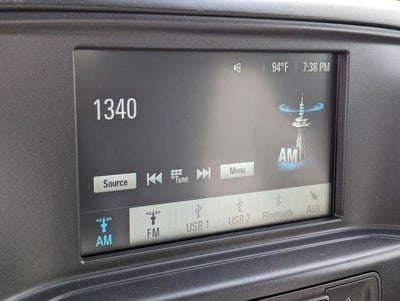 94°F 7:38 PM
1340
AM
Source Tune Menu
AM FM USB 1 USB 2 Bluetooth AUX